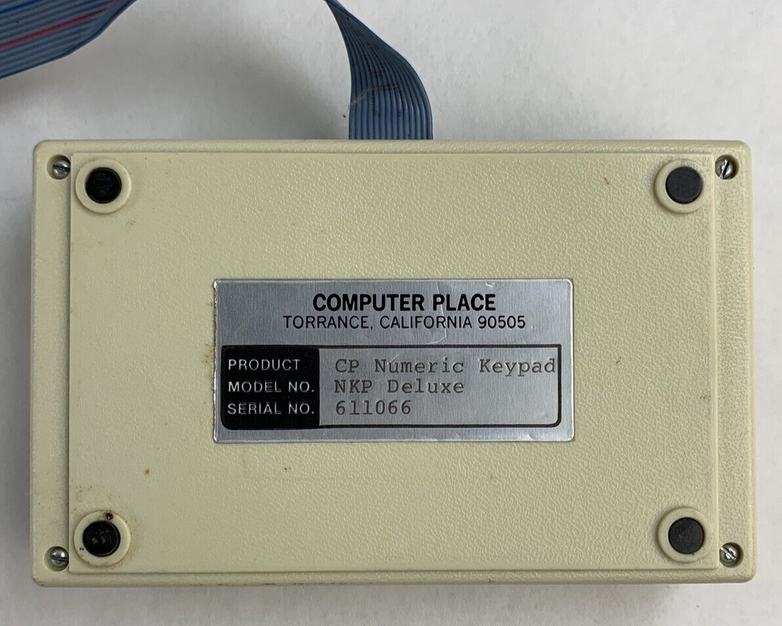 COMPUTER PLACE
TORRANCE, CALIFORNIA 90505
PRODUCT CP Numeric Keypad
MODEL NO. NKP Deluxe
SERIAL NO. 611066